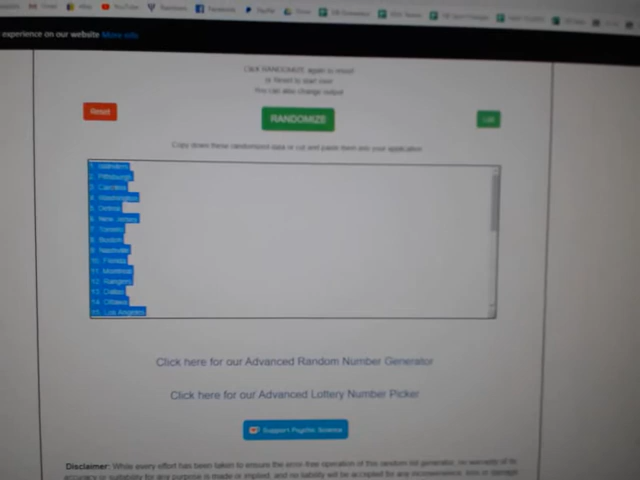 Gmail
YouTube
Facebook
PayPal
experience on our website More info
Click RANDOMIZE again to reset
or Reset to start over
You can also change output
Reset
RANDOMIZE
List
Copy down these randomized data or cut and paste them into your application
1. Islanders
2. Pittsburgh
3. Carolina
4. Washington
5. Detroit
6. New Jersey
7. Toronto
8. Boston
9. Nashville
10. Florida
11. Montreal
12. Rangers
13. Dallas
14. Ottawa
15. Los Angeles
Click here for our Advanced Random Number Generator
Click here for our Advanced Lottery Number Picker
Support Psychic Science
Disclaimer: While every effort has been taken to ensure the error-free operation of this random list generator, no warranty of its
accuracy or suitability for any purpose is made or implied, and no liability will be accepted for any inconvenience, loss or damage